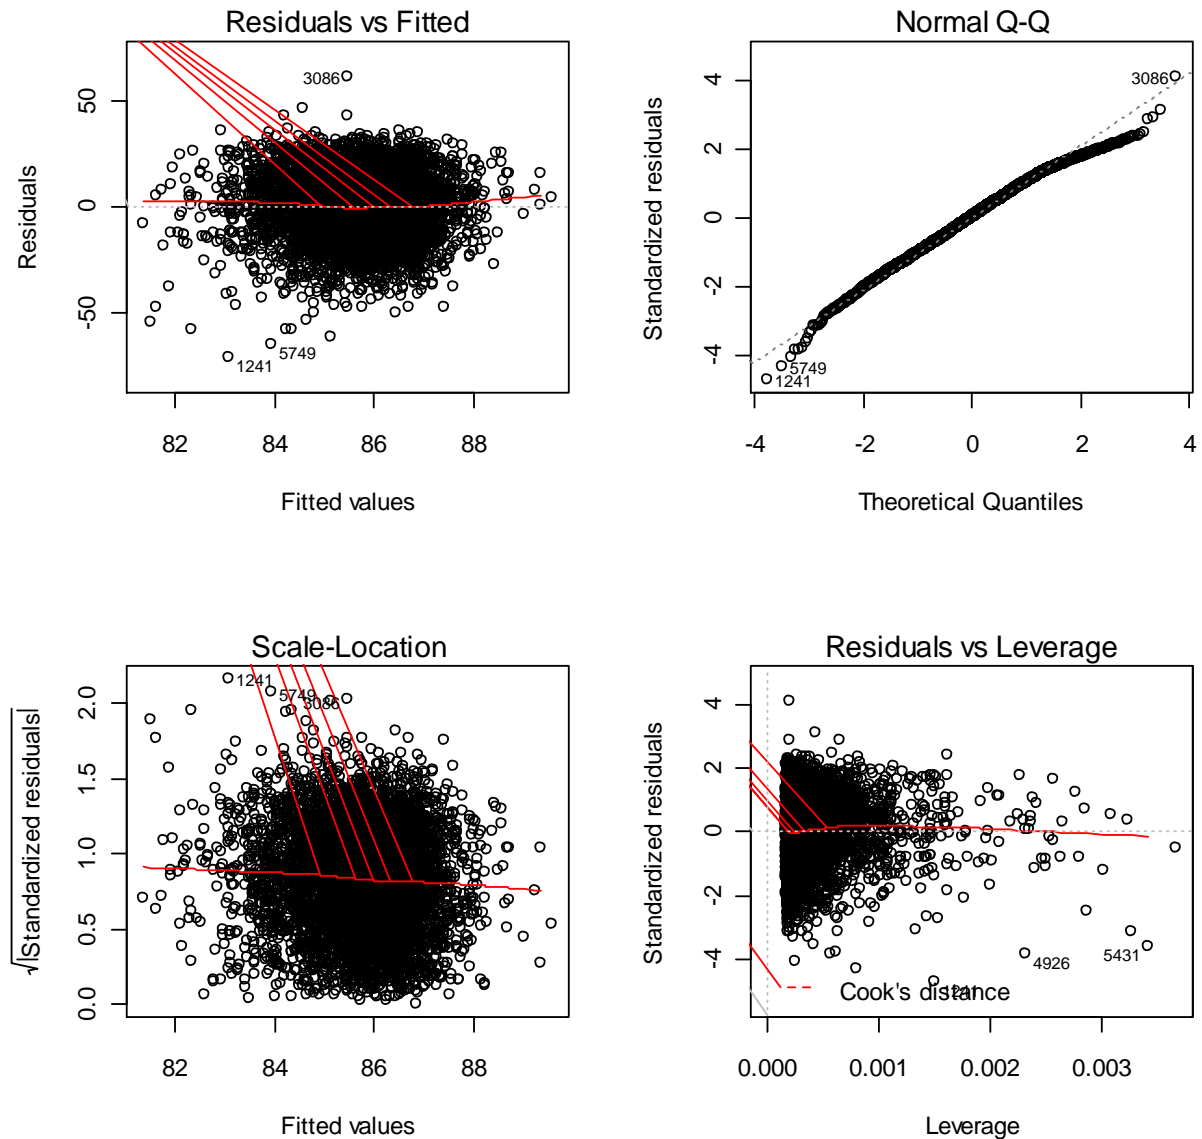 Residuals vs Fitted
Residuals
50
0
-50
3086
5749
1241
82 84 86 88
Fitted values
Normal Q-Q
Standardized residuals
4
2
0
-2
-4
3086
5749
1241
-4 -2 0 2 4
Theoretical Quantiles
Scale-Location
√|Standardized residuals|
2.0
1.5
1.0
0.5
0.0
1241
5749
3086
82 84 86 88
Fitted values
Residuals vs Leverage
Standardized residuals
4
2
0
-2
-4
4926
5431
1241
Cook's distance
0.000 0.001 0.002 0.003
Leverage